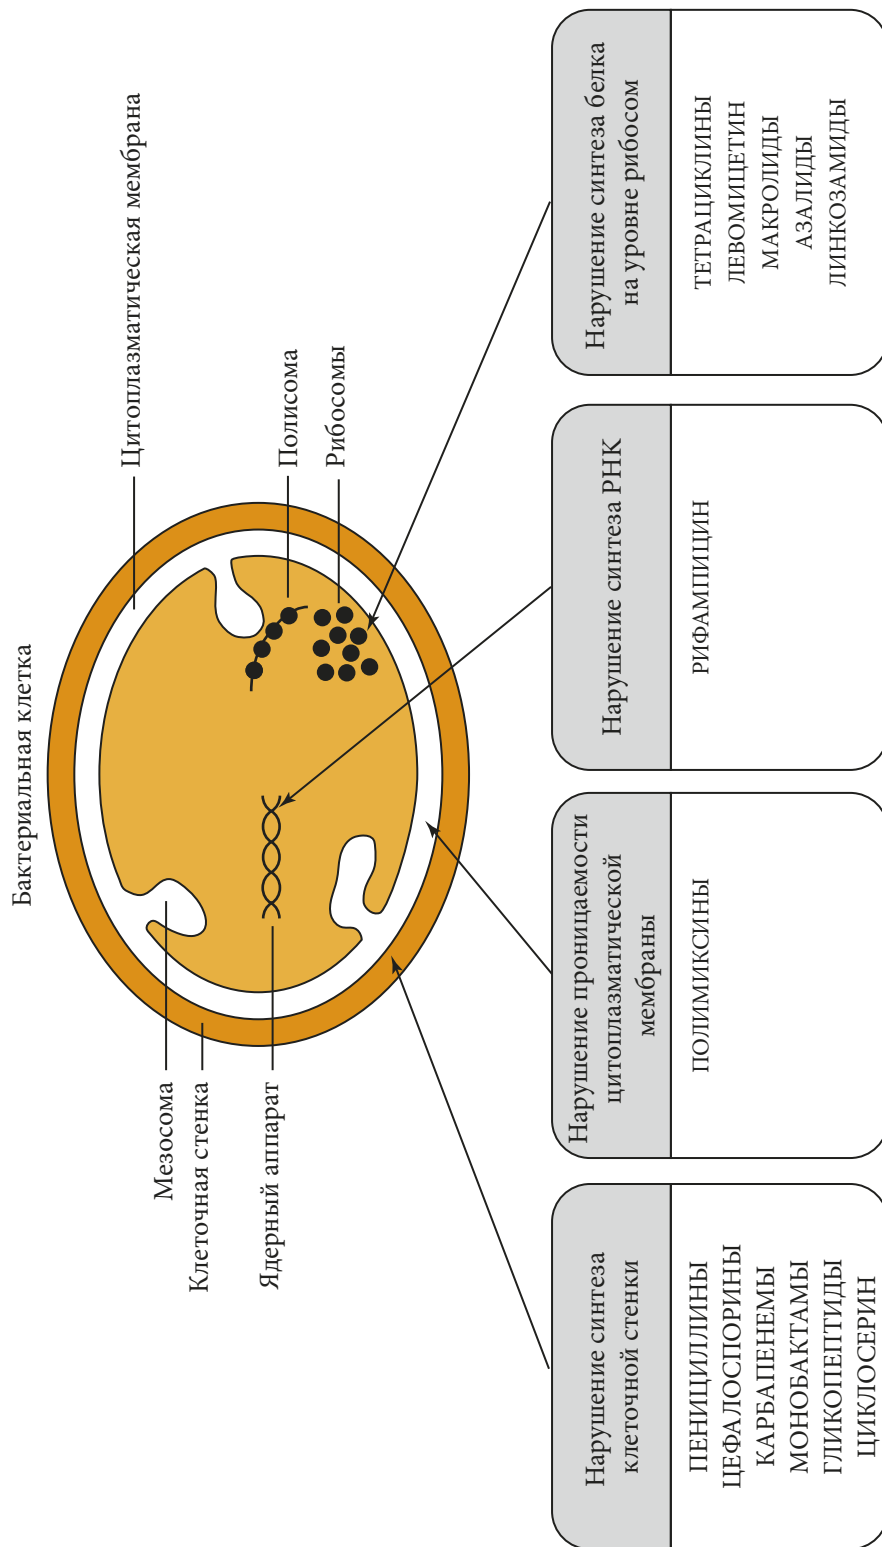 Бактериальная клетка
Мезосома
Клеточная стенка
Ядерный аппарат
Цитоплазматическая мембрана
Полисома
Рибосомы
Нарушение синтеза
клеточной стенки
ПЕНИЦИЛЛИНЫ
ЦЕФАЛОСПОРИНЫ
КАРБАПЕНЕМЫ
МОНОБАКТАМЫ
ГЛИКОПЕПТИДЫ
ЦИКЛОСЕРИН
Нарушение проницаемости
цитоплазматической
мембраны
ПОЛИМИКСИНЫ
Нарушение синтеза РНК
РИФАМПИЦИН
Нарушение синтеза белка
на уровне рибосом
ТЕТРАЦИКЛИНЫ
ЛЕВОМИЦЕТИН
МАКРОЛИДЫ
АЗАЛИДЫ
ЛИНКОЗАМИДЫ